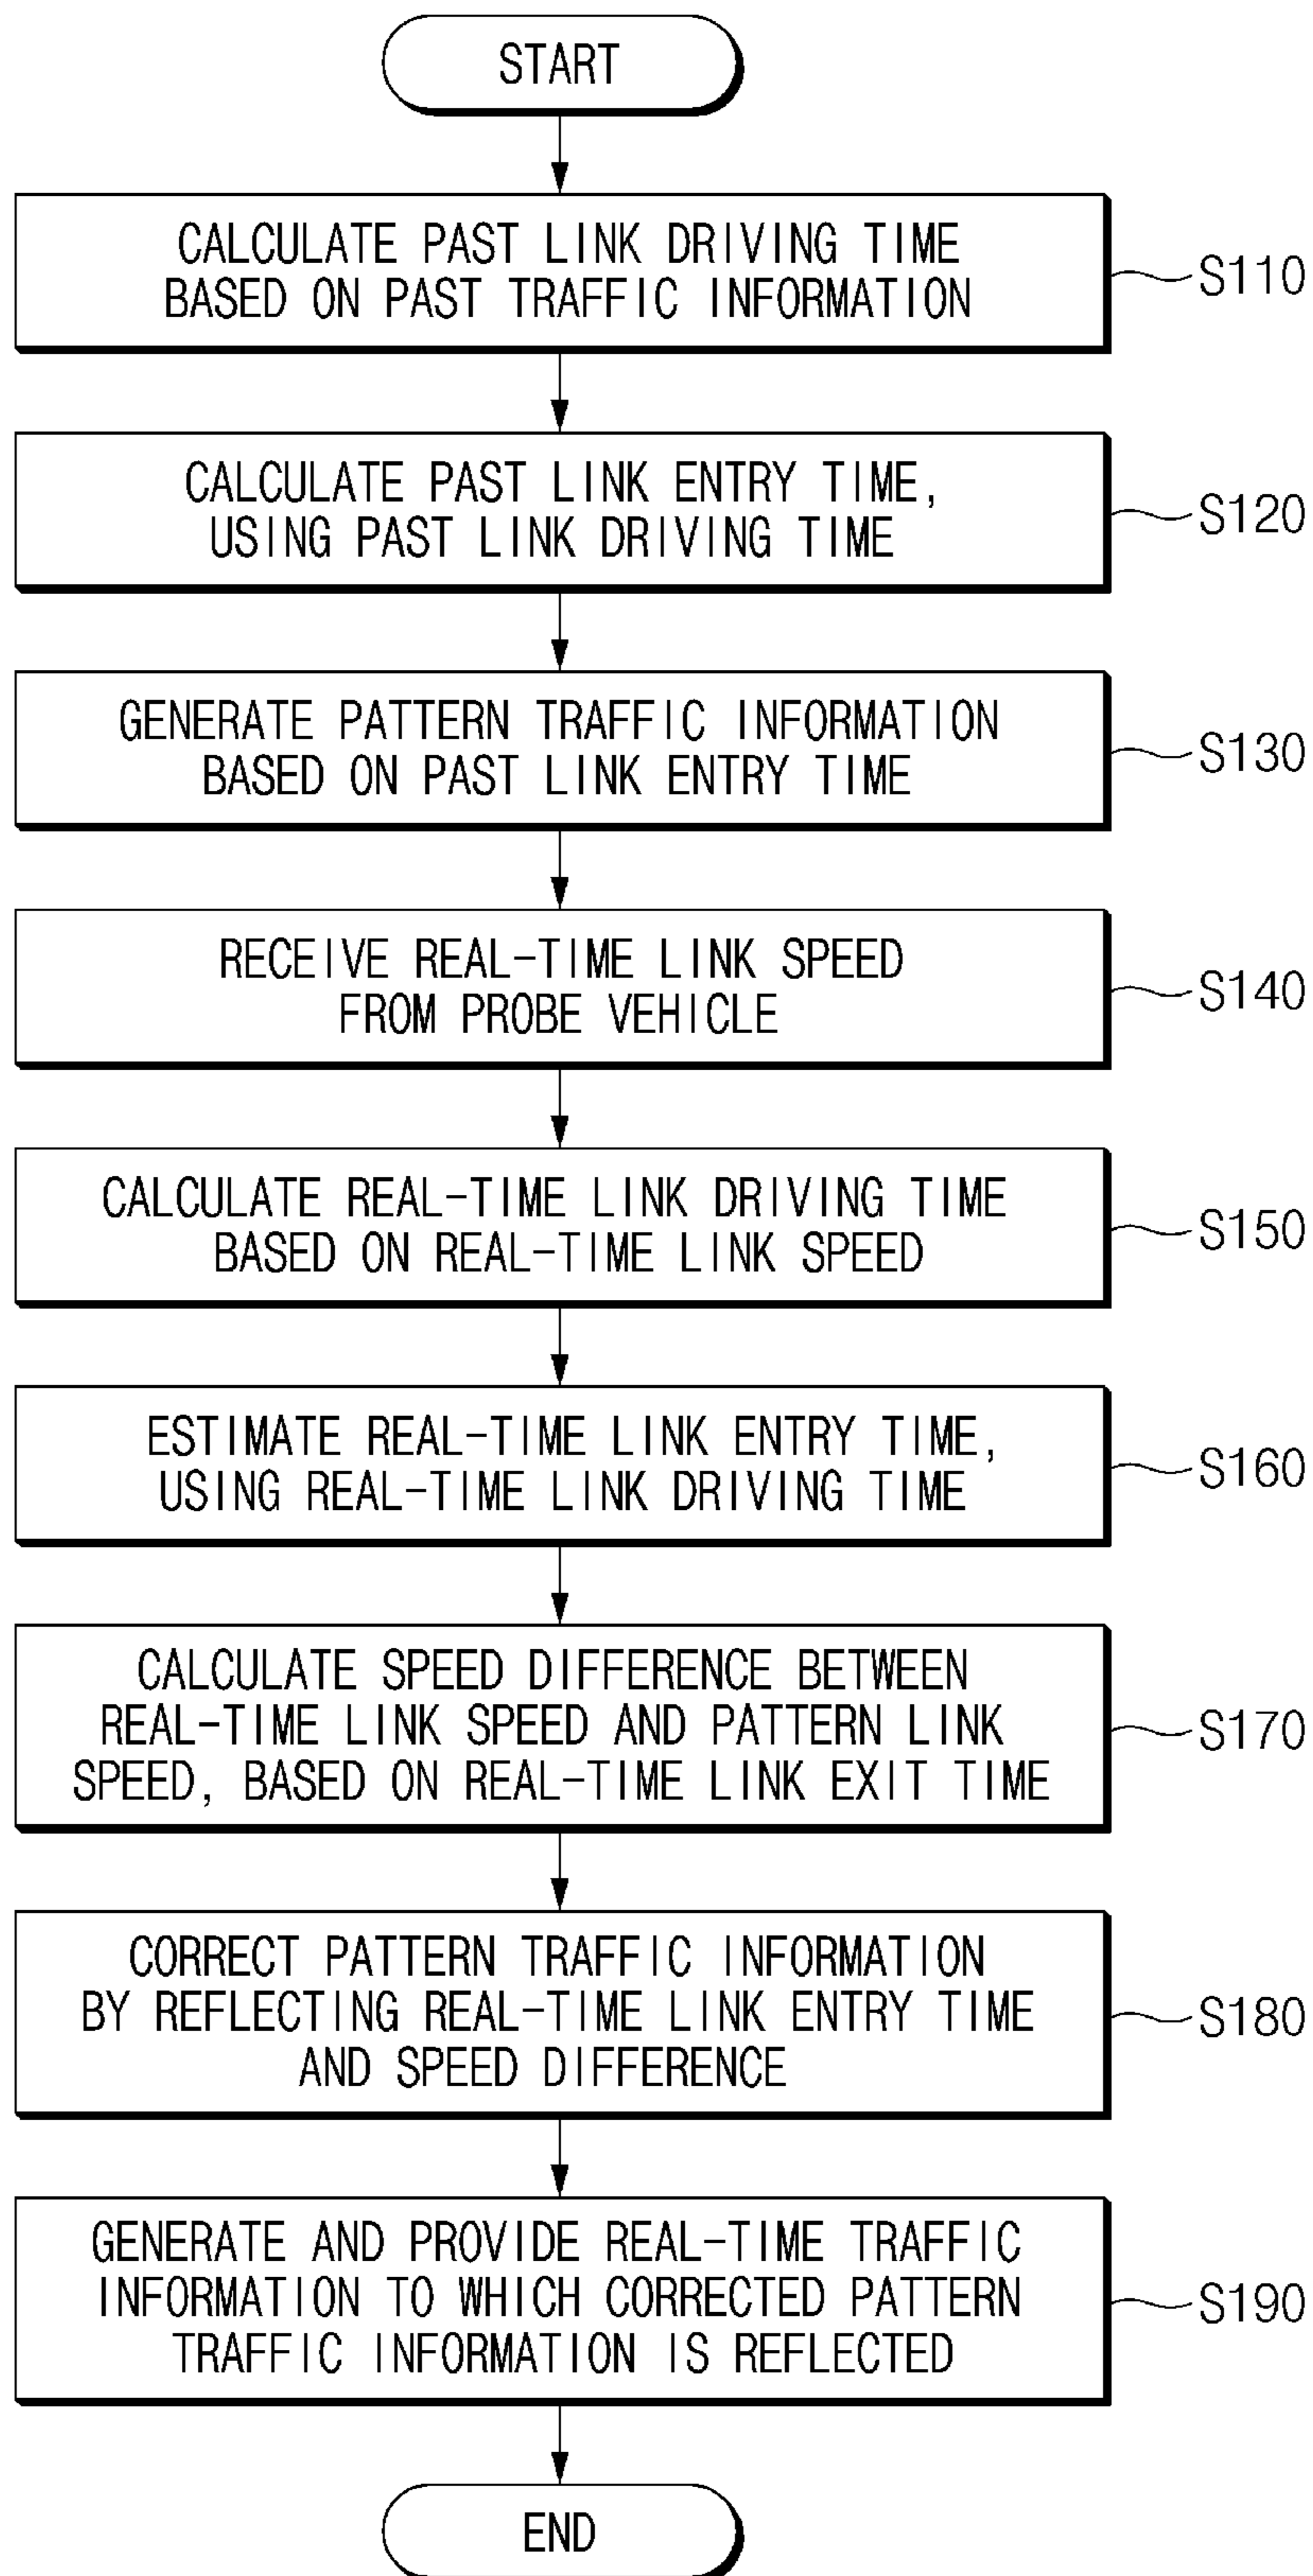 START
CALCULATE PAST LINK DRIVING TIME
BASED ON PAST TRAFFIC INFORMATION
S110
CALCULATE PAST LINK ENTRY TIME,
USING PAST LINK DRIVING TIME
S120
GENERATE PATTERN TRAFFIC INFORMATION
BASED ON PAST LINK ENTRY TIME
S130
RECEIVE REAL-TIME LINK SPEED
FROM PROBE VEHICLE
S140
CALCULATE REAL-TIME LINK DRIVING TIME
BASED ON REAL-TIME LINK SPEED
S150
ESTIMATE REAL-TIME LINK ENTRY TIME,
USING REAL-TIME LINK DRIVING TIME
S160
CALCULATE SPEED DIFFERENCE BETWEEN
REAL-TIME LINK SPEED AND PATTERN LINK
SPEED, BASED ON REAL-TIME LINK EXIT TIME
S170
CORRECT PATTERN TRAFFIC INFORMATION
BY REFLECTING REAL-TIME LINK ENTRY TIME
AND SPEED DIFFERENCE
S180
GENERATE AND PROVIDE REAL-TIME TRAFFIC
INFORMATION TO WHICH CORRECTED PATTERN
TRAFFIC INFORMATION IS REFLECTED
S190
END